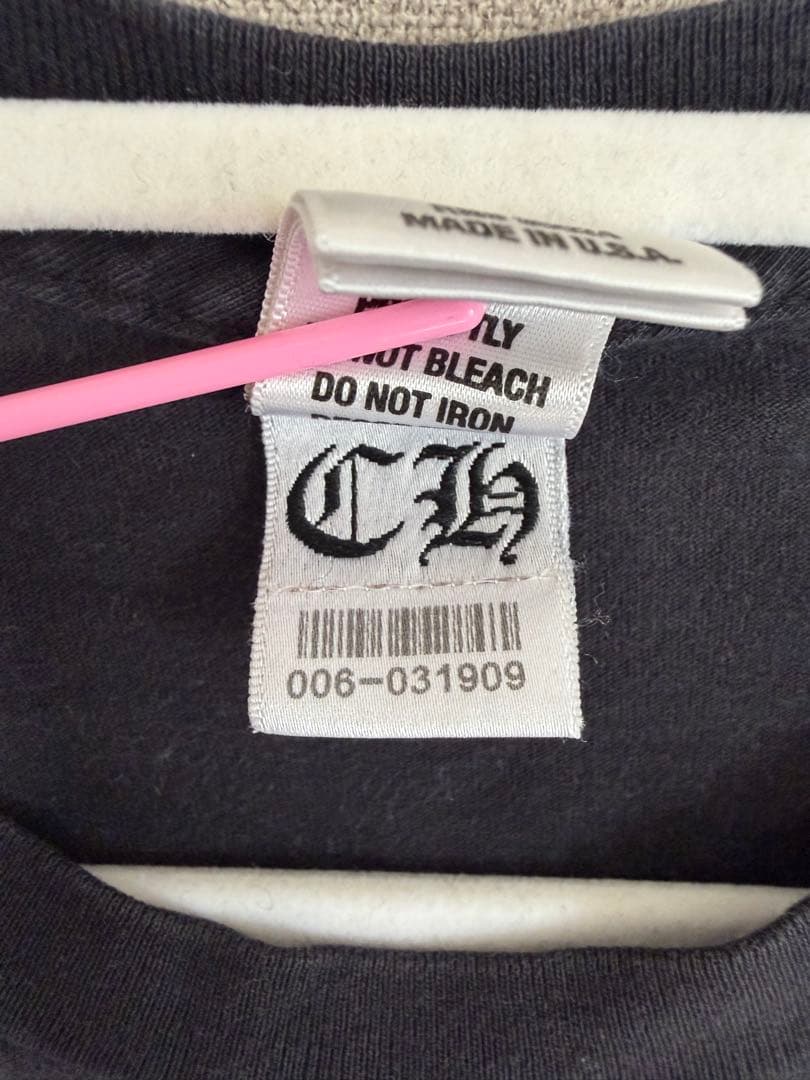 MADE IN U.S.A.
NOT BLEACH
DO NOT IRON
CH
006-031909